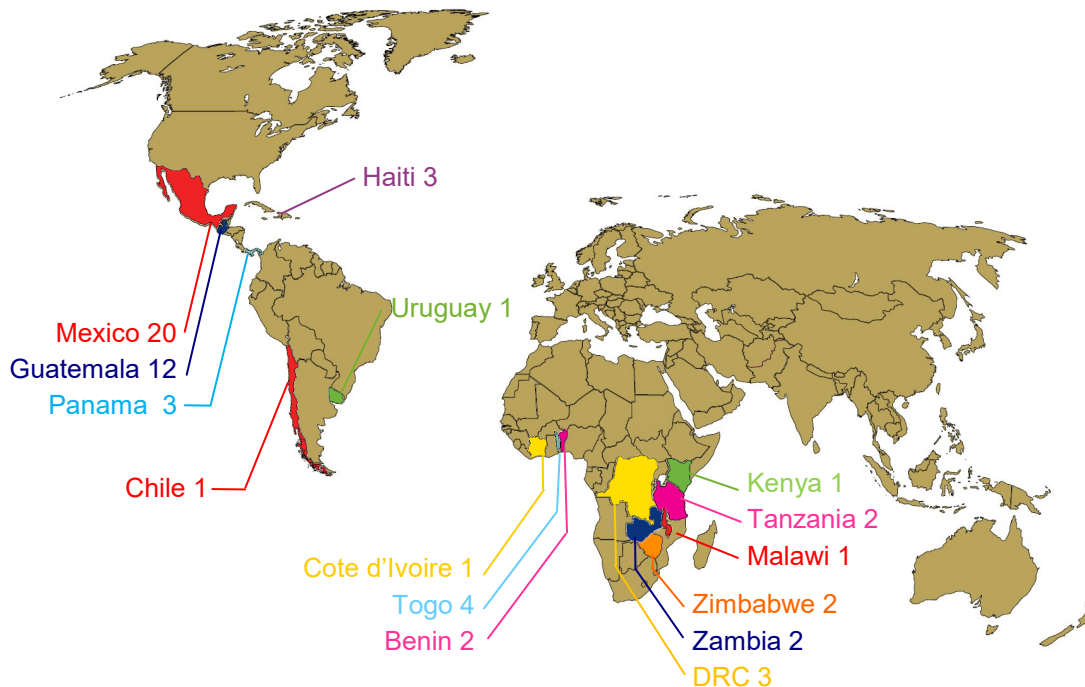 Haiti 3
Uruguay 1
Mexico 20
Guatemala 12
Panama  3
Chile 1
Kenya 1
Tanzania 2
Malawi 1
Cote d’Ivoire 1
Togo 4
Benin 2
Zimbabwe 2
Zambia 2
DRC 3